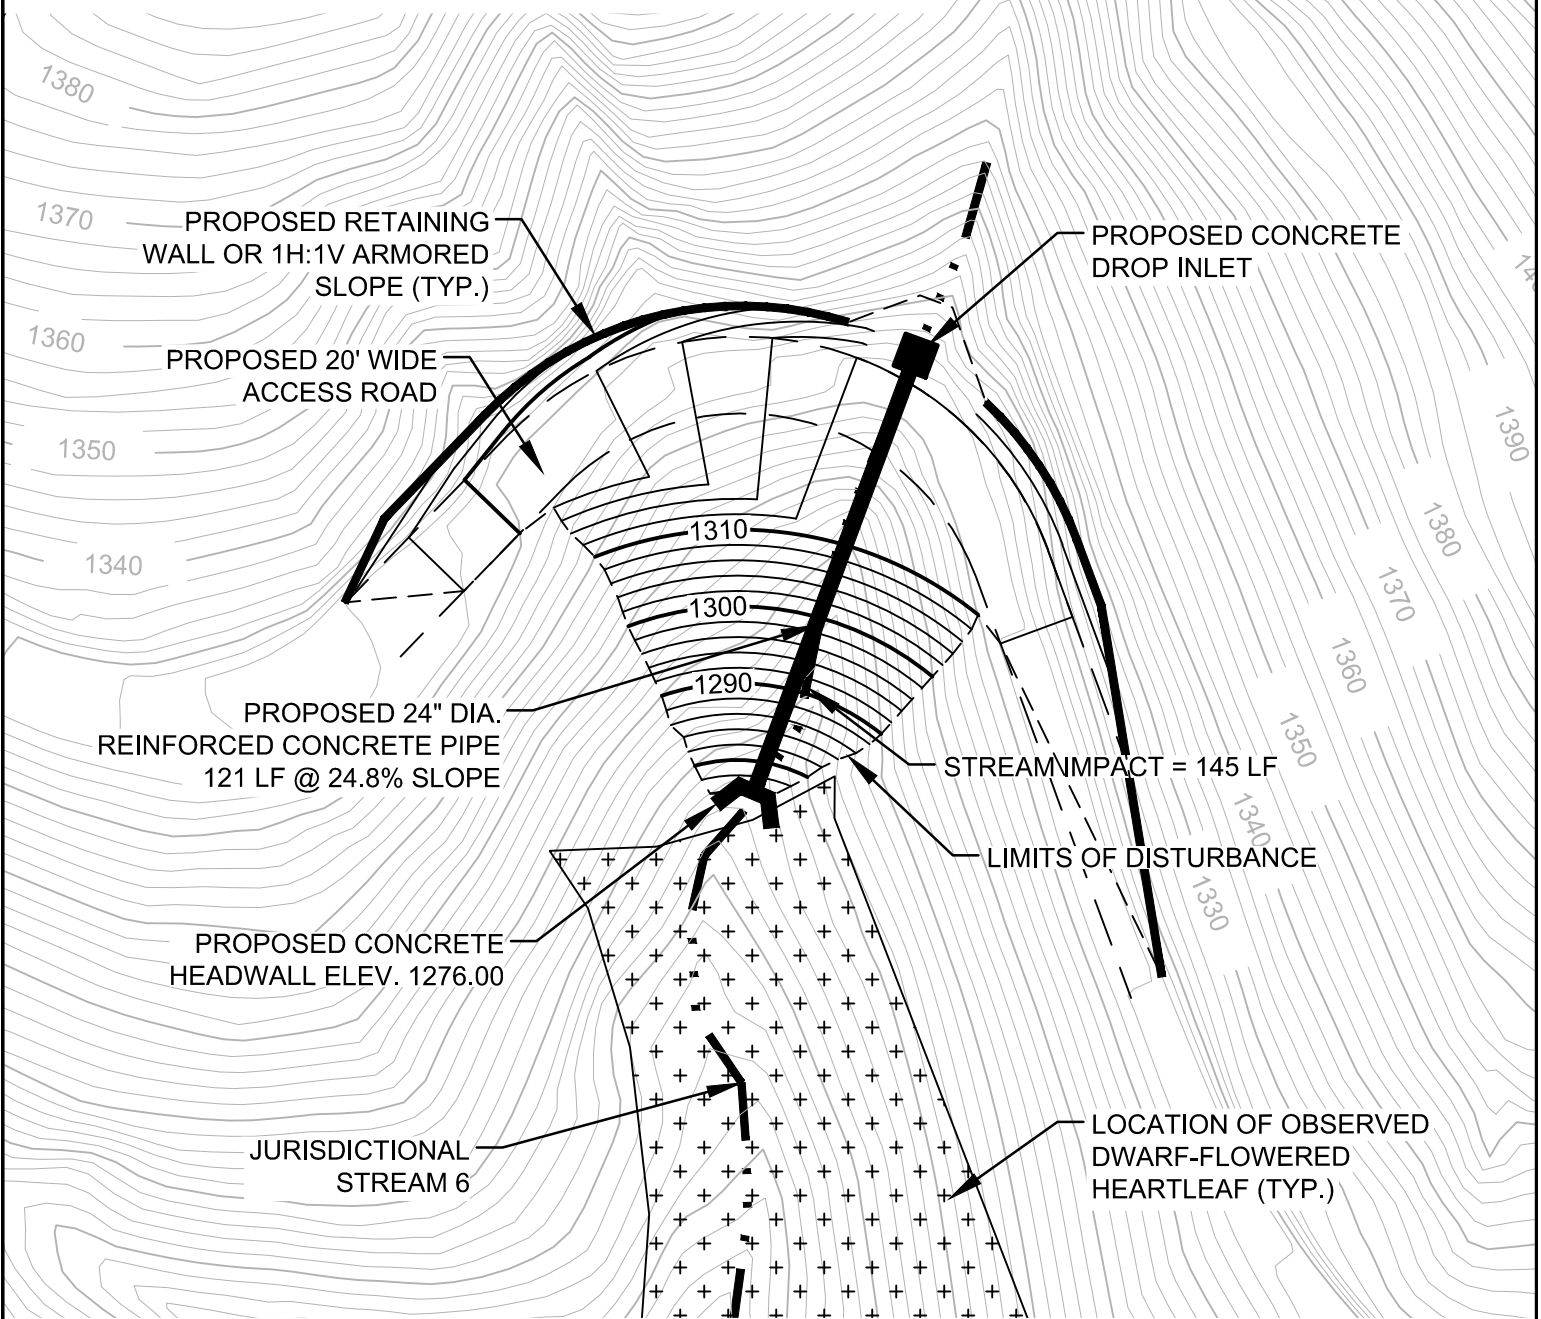 1380
1370
1360
1350
1340
PROPOSED RETAINING
WALL OR 1H:1V ARMORED
SLOPE (TYP.)
PROPOSED 20' WIDE
ACCESS ROAD
PROPOSED CONCRETE
DROP INLET
1390
1380
1370
1360
1350
1340
1330
1310
1300
1290
PROPOSED 24" DIA.
REINFORCED CONCRETE PIPE
121 LF @ 24.8% SLOPE
STREAM IMPACT = 145 LF
LIMITS OF DISTURBANCE
PROPOSED CONCRETE
HEADWALL ELEV. 1276.00
JURISDICTIONAL
STREAM 6
LOCATION OF OBSERVED
DWARF-FLOWERED
HEARTLEAF (TYP.)